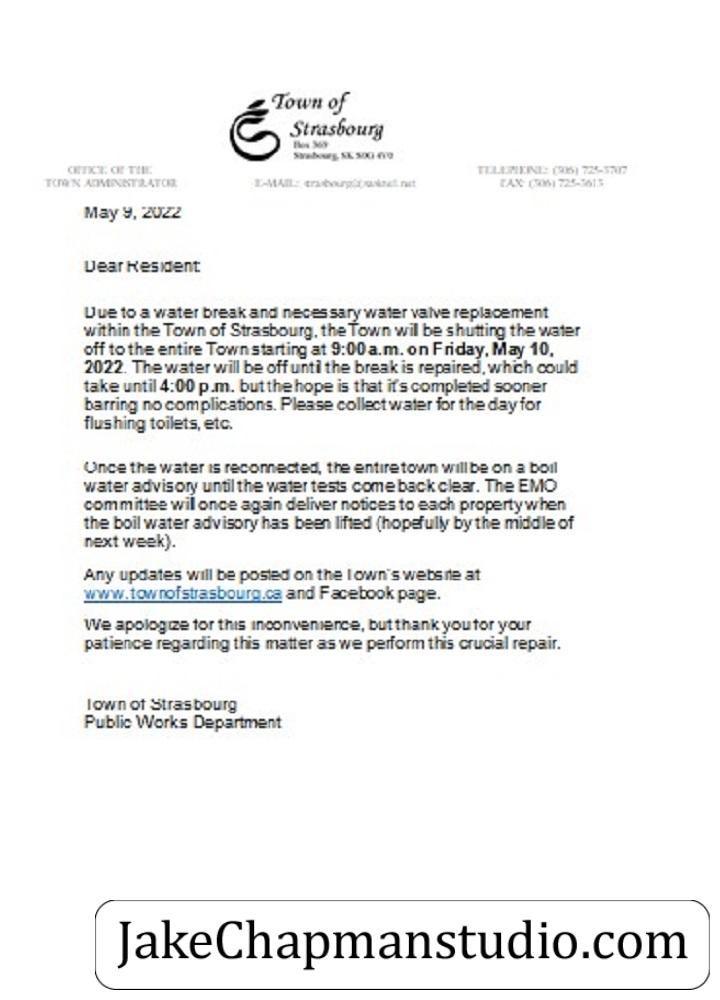 Town of
Strasbourg
Box 369
Strasbourg, SK S0G 4V0
OFFICE OF THE
TOWN ADMINISTRATOR
E-MAIL: strasbourg@sasktel.net
TELEPHONE: (306) 725-3707
FAX: (306) 725-3613
May 9, 2022
Dear Resident
Due to a water break and necessary water valve replacement
within the Town of Strasbourg, the Town will be shutting the water
off to the entire Town starting at 9:00 a.m. on Friday, May 10,
2022. The water will be off until the break is repaired, which could
take until 4:00 p.m. but the hope is that it's completed sooner
barring no complications. Please collect water for the day for
flushing toilets, etc.
Once the water is reconnected, the entire town will be on a boil
water advisory until the water tests come back clear. The EMO
committee will once again deliver notices to each property when
the boil water advisory has been lifted (hopefully by the middle of
next week).
Any updates will be posted on the Town's website at
www.townofstrasbourg.ca and Facebook page.
We apologize for this inconvenience, but thank you for your
patience regarding this matter as we perform this crucial repair.
Town of Strasbourg
Public Works Department
JakeChapmanstudio.com